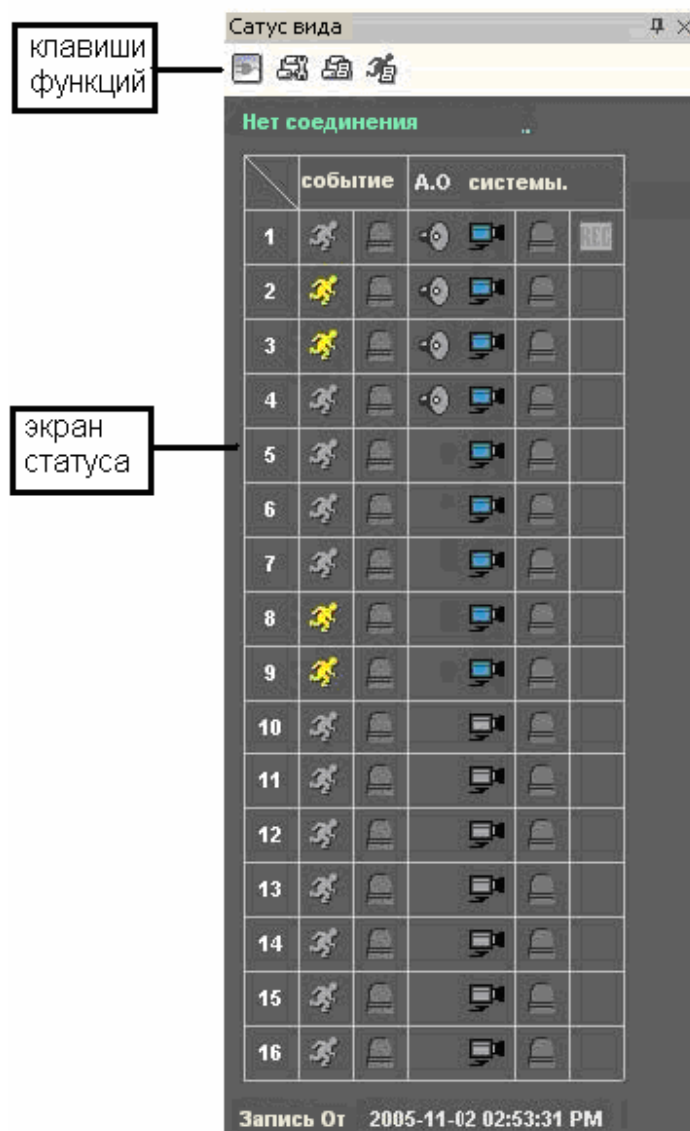 Сатус вида
клавиши
функций
Нет соединения ..
событие А.О системы.
1 REC
2
3
4
экран
статуса
5
6
7
8
9
10
11
12
13
14
15
16
Запись От 2005-11-02 02:53:31 PM